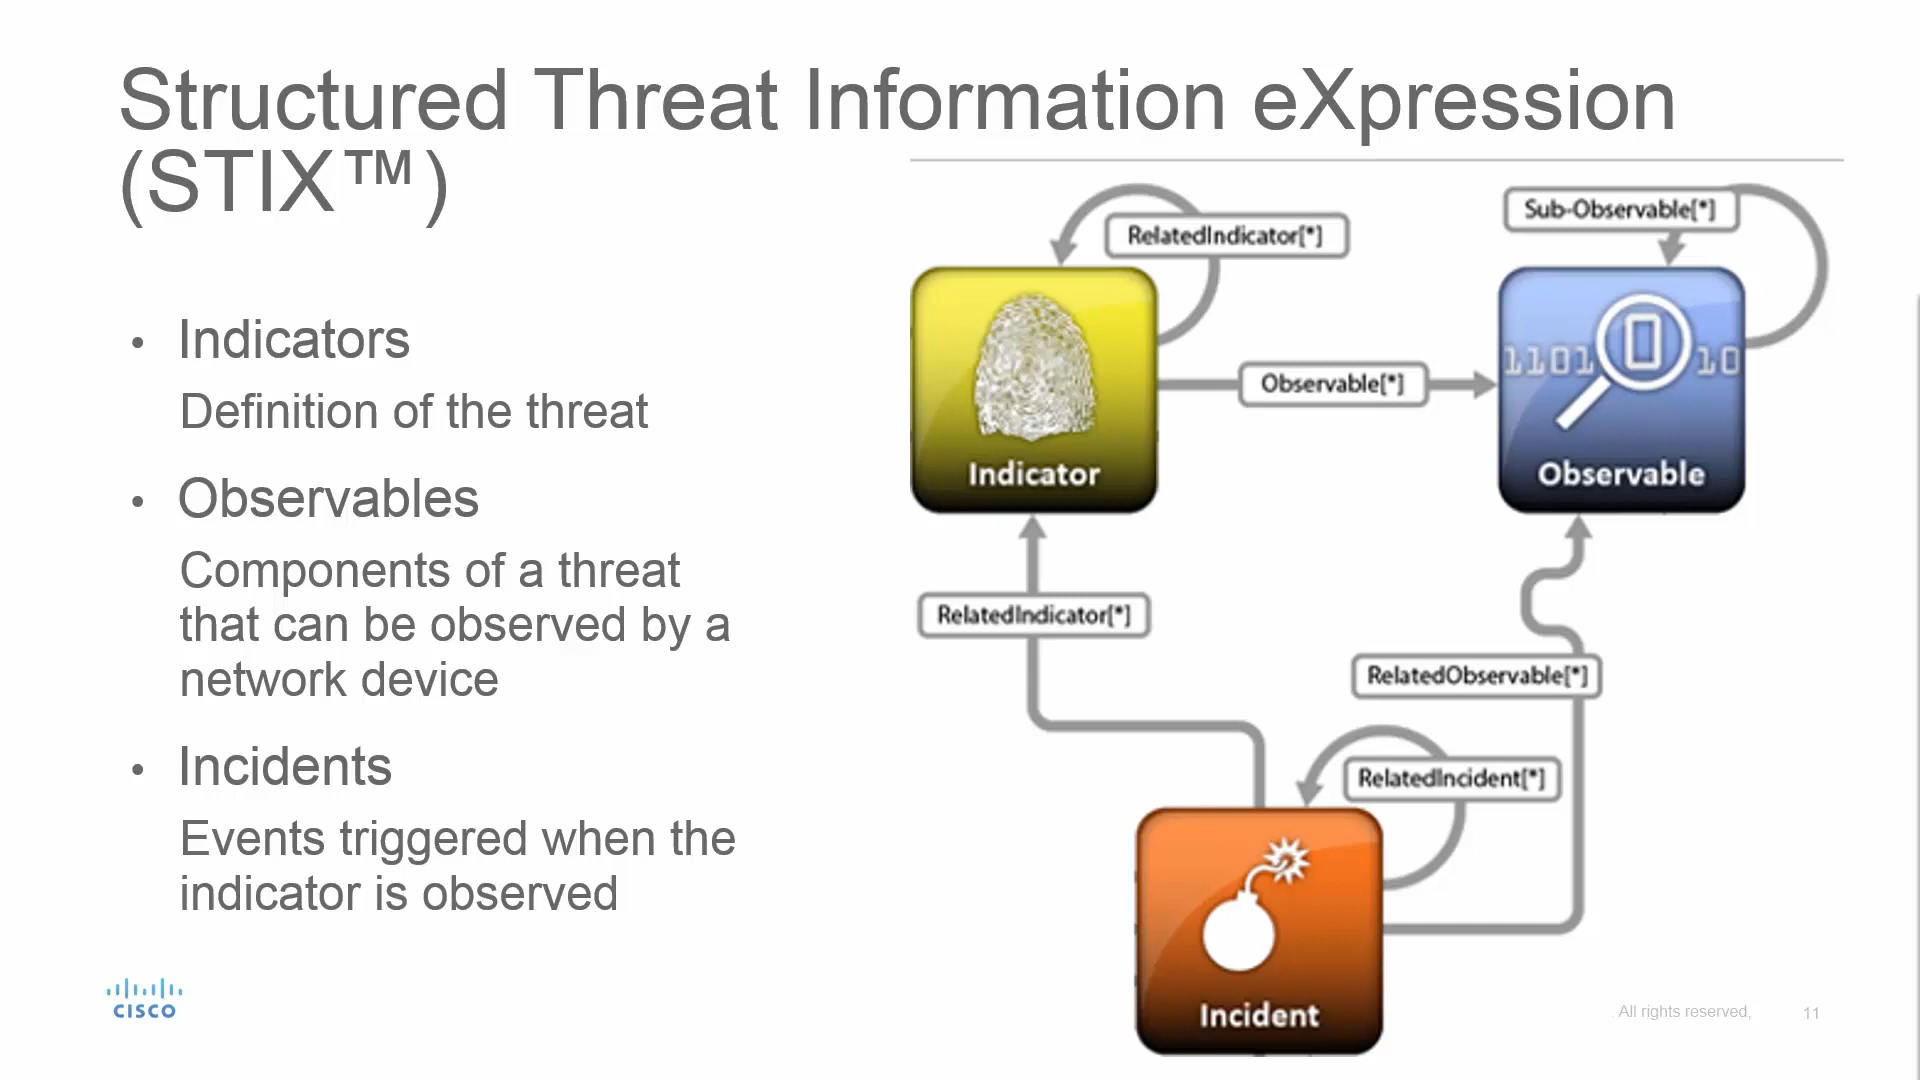 Structured Threat Information eXpression
(STIX™)
• Indicators
Definition of the threat
• Observables
Components of a threat
that can be observed by a
network device
• Incidents
Events triggered when the
indicator is observed
RelatedIndicator[*]
Sub-Observable[*]
1101 0 10
Observable[*]
Indicator
Observable
RelatedIndicator[*]
RelatedObservable[*]
RelatedIncident[*]
Incident
CISCO
All rights reserved,
11